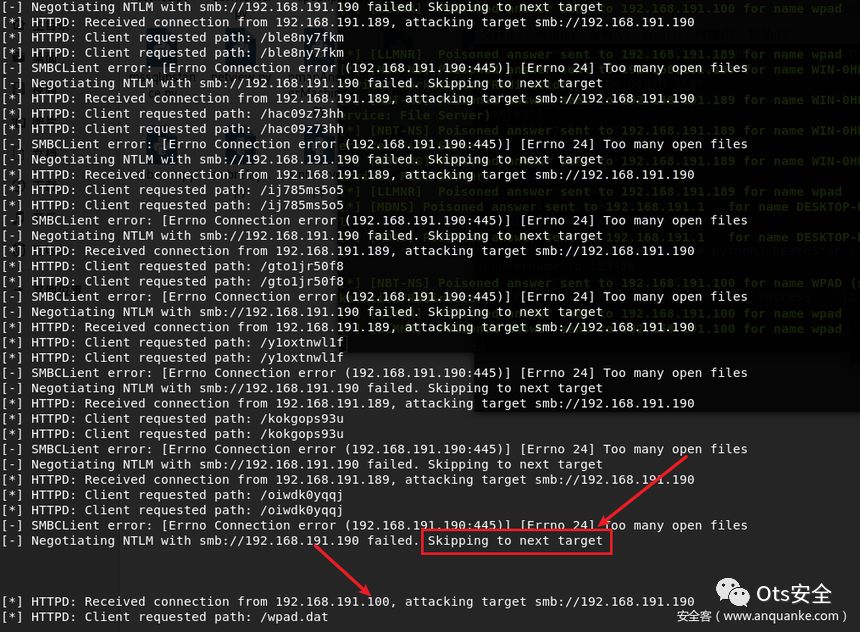 [-] Negotiating NTLM with smb://192.168.191.190 failed. Skipping to next target
[*] HTTPD: Received connection from 192.168.191.189, attacking target smb://192.168.191.190
[*] HTTPD: Client requested path: /ble8ny7fkm
[*] HTTPD: Client requested path: /ble8ny7fkm
[-] SMBCLient error: [Errno Connection error (192.168.191.190:445)] [Errno 24] Too many open files
[-] Negotiating NTLM with smb://192.168.191.190 failed. Skipping to next target
[*] HTTPD: Received connection from 192.168.191.189, attacking target smb://192.168.191.190
[*] HTTPD: Client requested path: /hac09z73hh
[*] HTTPD: Client requested path: /hac09z73hh
[-] SMBCLient error: [Errno Connection error (192.168.191.190:445)] [Errno 24] Too many open files
[-] Negotiating NTLM with smb://192.168.191.190 failed. Skipping to next target
[*] HTTPD: Received connection from 192.168.191.189, attacking target smb://192.168.191.190
[*] HTTPD: Client requested path: /ij785ms5o5
[*] HTTPD: Client requested path: /ij785ms5o5
[-] SMBCLient error: [Errno Connection error (192.168.191.190:445)] [Errno 24] Too many open files
[-] Negotiating NTLM with smb://192.168.191.190 failed. Skipping to next target
[*] HTTPD: Received connection from 192.168.191.189, attacking target smb://192.168.191.190
[*] HTTPD: Client requested path: /gto1jr50f8
[*] HTTPD: Client requested path: /gto1jr50f8
[-] SMBCLient error: [Errno Connection error (192.168.191.190:445)] [Errno 24] Too many open files
[-] Negotiating NTLM with smb://192.168.191.190 failed. Skipping to next target
[*] HTTPD: Received connection from 192.168.191.189, attacking target smb://192.168.191.190
[*] HTTPD: Client requested path: /y1oxtnwl1f
[*] HTTPD: Client requested path: /y1oxtnwl1f
[-] SMBCLient error: [Errno Connection error (192.168.191.190:445)] [Errno 24] Too many open files
[-] Negotiating NTLM with smb://192.168.191.190 failed. Skipping to next target
[*] HTTPD: Received connection from 192.168.191.189, attacking target smb://192.168.191.190
[*] HTTPD: Client requested path: /kokgops93u
[*] HTTPD: Client requested path: /kokgops93u
[-] SMBCLient error: [Errno Connection error (192.168.191.190:445)] [Errno 24] Too many open files
[-] Negotiating NTLM with smb://192.168.191.190 failed. Skipping to next target
[*] HTTPD: Received connection from 192.168.191.189, attacking target smb://192.168.191.190
[*] HTTPD: Client requested path: /oiwdk0yqqj
[*] HTTPD: Client requested path: /oiwdk0yqqj
[-] SMBCLient error: [Errno Connection error (192.168.191.190:445)] [Errno 24] Too many open files
[-] Negotiating NTLM with smb://192.168.191.190 failed. Skipping to next target
[*] HTTPD: Received connection from 192.168.191.100, attacking target smb://192.168.191.190
[*] HTTPD: Client requested path: /wpad.dat
Ots安全
安全客（www.anquanke.com）